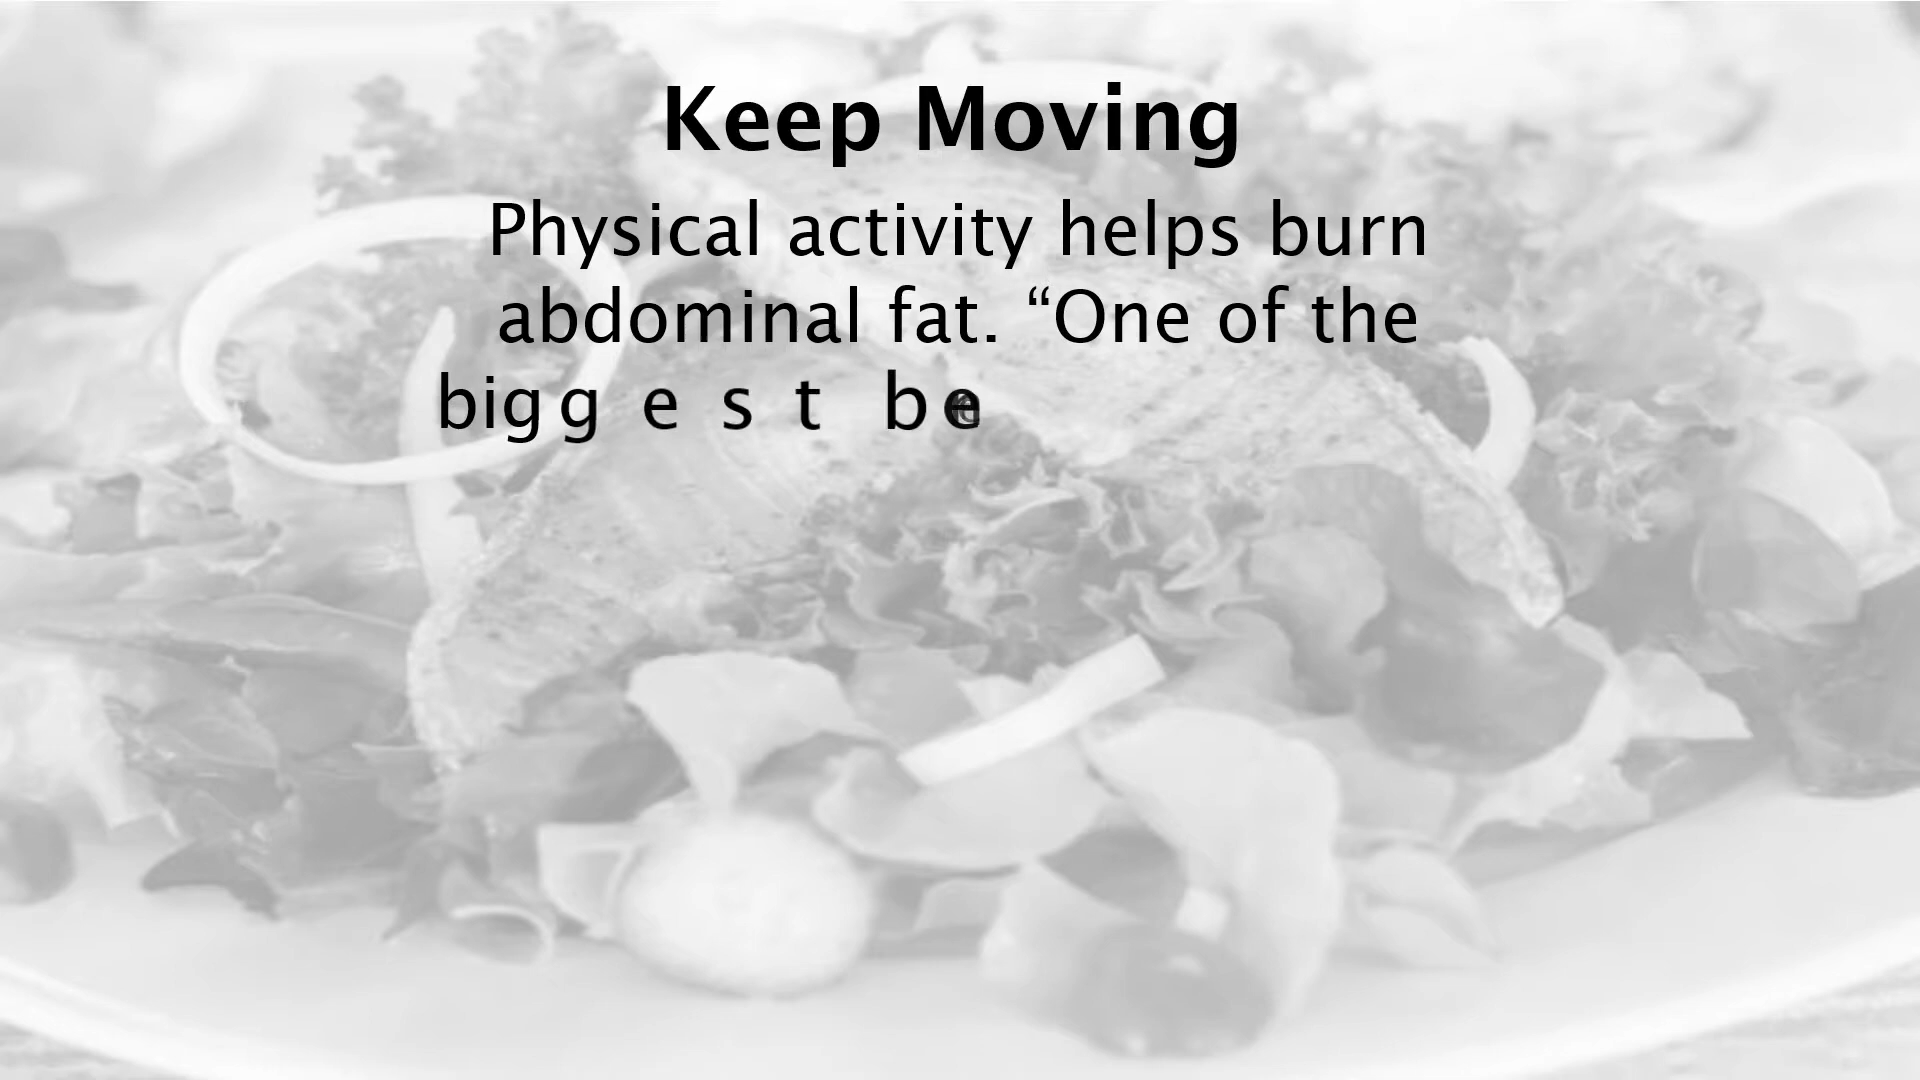 Keep Moving
Physical activity helps burn
abdominal fat. “One of the
biggest be